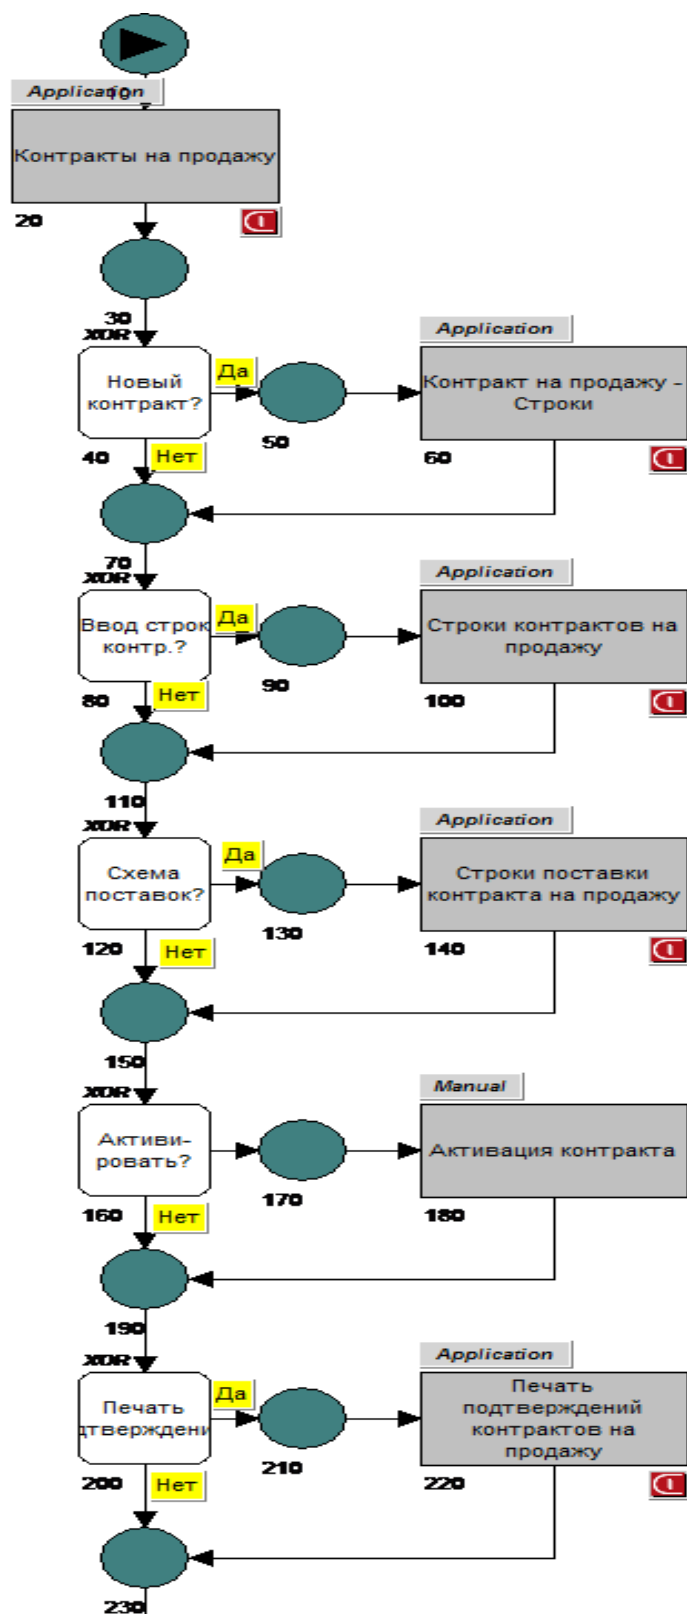 Application
10
Контракты на продажу
20
30
XOR
Application
Новый
контракт?
Да
Контракт на продажу -
Строки
40
Нет
50
60
70
XOR
Application
Ввод строк
контр.?
Да
Строки контрактов на
продажу
80
Нет
90
100
110
XOR
Application
Схема
поставок?
Да
Строки поставки
контракта на продажу
120
Нет
130
140
150
XOR
Manual
Активи-
ровать?
Активация контракта
160
Нет
170
180
190
XOR
Application
Печать
дтверждени
Да
Печать
подтверждений
контрактов на
продажу
200
Нет
210
220
230